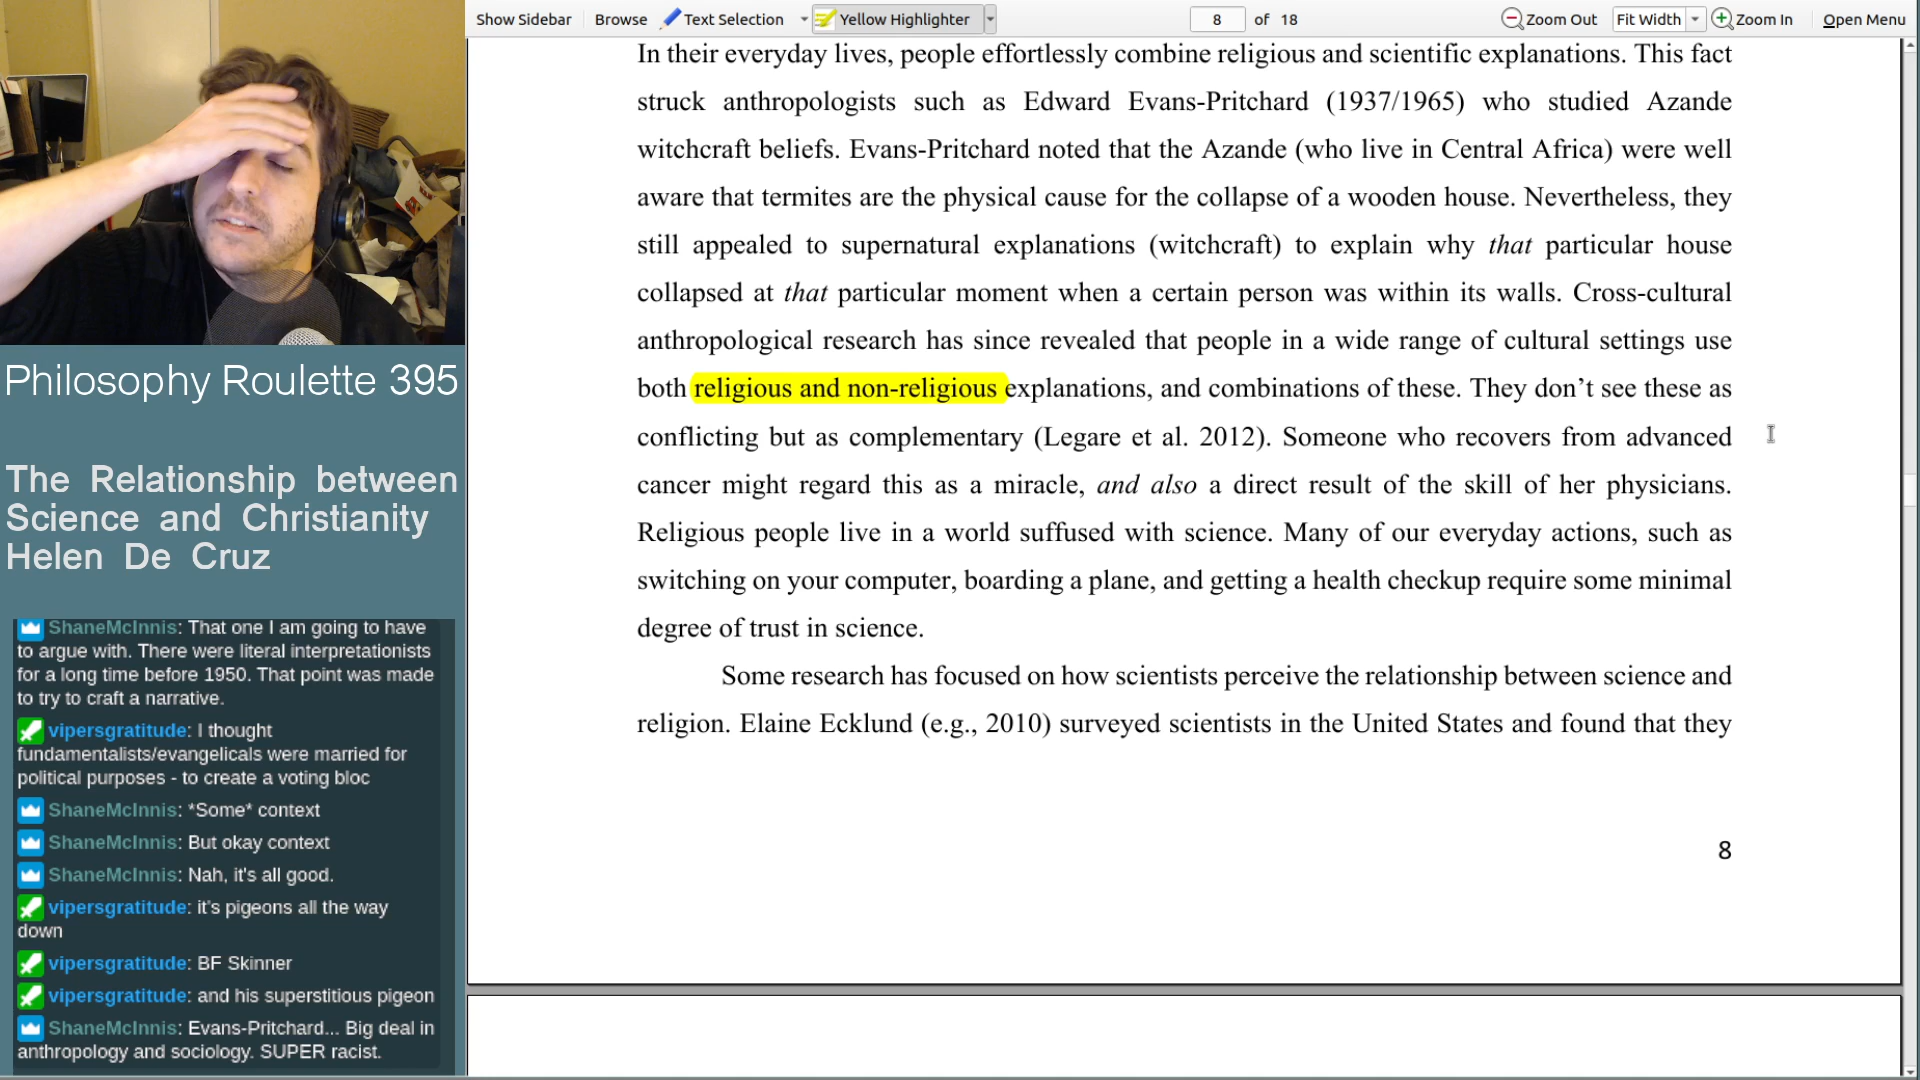 Show Sidebar Browse Text Selection Yellow Highlighter 8 of 18 Zoom Out Fit Width Zoom In Open Menu
In their everyday lives, people effortlessly combine religious and scientific explanations. This fact
struck anthropologists such as Edward Evans-Pritchard (1937/1965) who studied Azande
witchcraft beliefs. Evans-Pritchard noted that the Azande (who live in Central Africa) were well
aware that termites are the physical cause for the collapse of a wooden house. Nevertheless, they
still appealed to supernatural explanations (witchcraft) to explain why that particular house
collapsed at that particular moment when a certain person was within its walls. Cross-cultural
anthropological research has since revealed that people in a wide range of cultural settings use
both religious and non-religious explanations, and combinations of these. They don’t see these as
conflicting but as complementary (Legare et al. 2012). Someone who recovers from advanced
cancer might regard this as a miracle, and also a direct result of the skill of her physicians.
Religious people live in a world suffused with science. Many of our everyday actions, such as
switching on your computer, boarding a plane, and getting a health checkup require some minimal
degree of trust in science.
Some research has focused on how scientists perceive the relationship between science and
religion. Elaine Ecklund (e.g., 2010) surveyed scientists in the United States and found that they
8
Philosophy Roulette 395
The Relationship between
Science and Christianity
Helen De Cruz
ShaneMcInnis: That one I am going to have
to argue with. There were literal interpretationists
for a long time before 1950. That point was made
to try to craft a narrative.
vipersgratitude: I thought
fundamentalists/evangelicals were married for
political purposes - to create a voting bloc
ShaneMcInnis: *Some* context
ShaneMcInnis: But okay context
ShaneMcInnis: Nah, it's all good.
vipersgratitude: it's pigeons all the way
down
vipersgratitude: BF Skinner
vipersgratitude: and his superstitious pigeon
ShaneMcInnis: Evans-Pritchard... Big deal in
anthropology and sociology. SUPER racist.